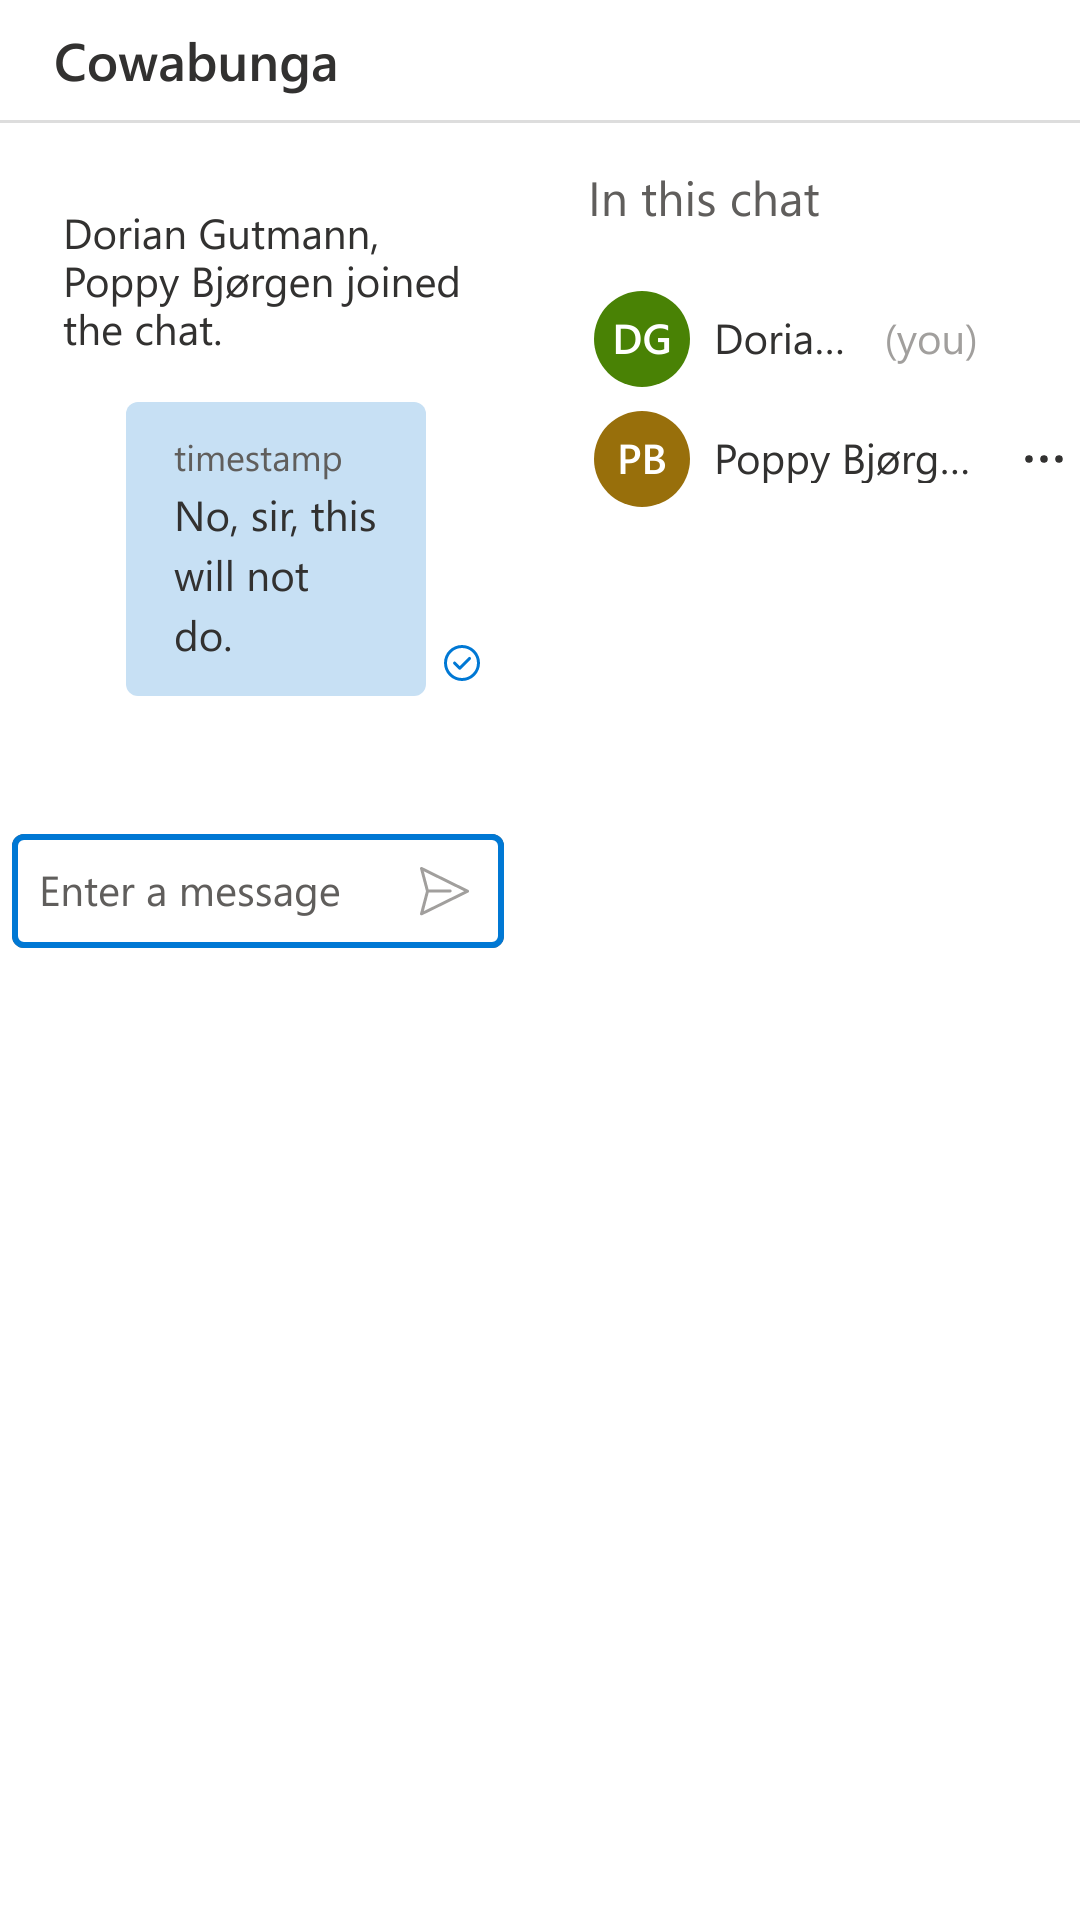 Cowabunga
Dorian Gutmann,
Poppy Bjørgen joined
the chat.
timestamp
No, sir, this
will not
do.
Enter a message
In this chat
DG Doria... (you)
PB Poppy Bjørg...